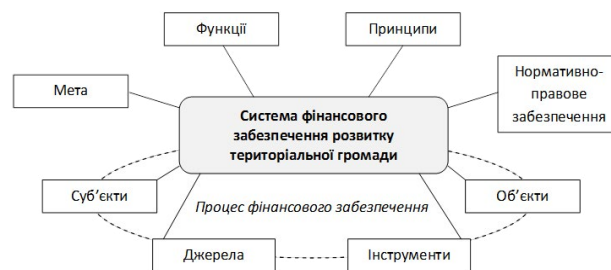 Функції
Принципи
Мета
Нормативно-
правове
забезпечення
Система фінансового
забезпечення розвитку
територіальної громади
Суб’єкти
Об’єкти
Процес фінансового забезпечення
Джерела
Інструменти